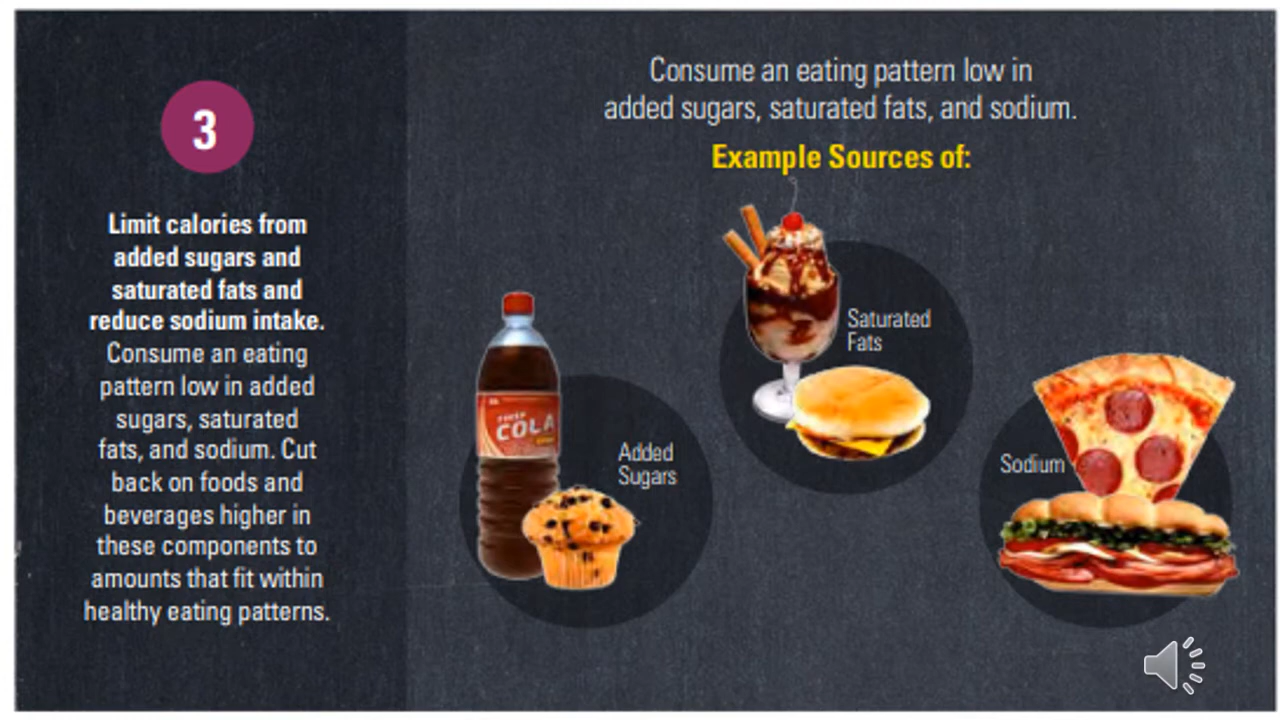 3
Limit calories from
added sugars and
saturated fats and
reduce sodium intake.
Consume an eating
pattern low in added
sugars, saturated
fats, and sodium. Cut
back on foods and
beverages higher in
these components to
amounts that fit within
healthy eating patterns.
Consume an eating pattern low in
added sugars, saturated fats, and sodium.
Example Sources of:
COLA
Added
Sugars
Saturated
Fats
Sodium